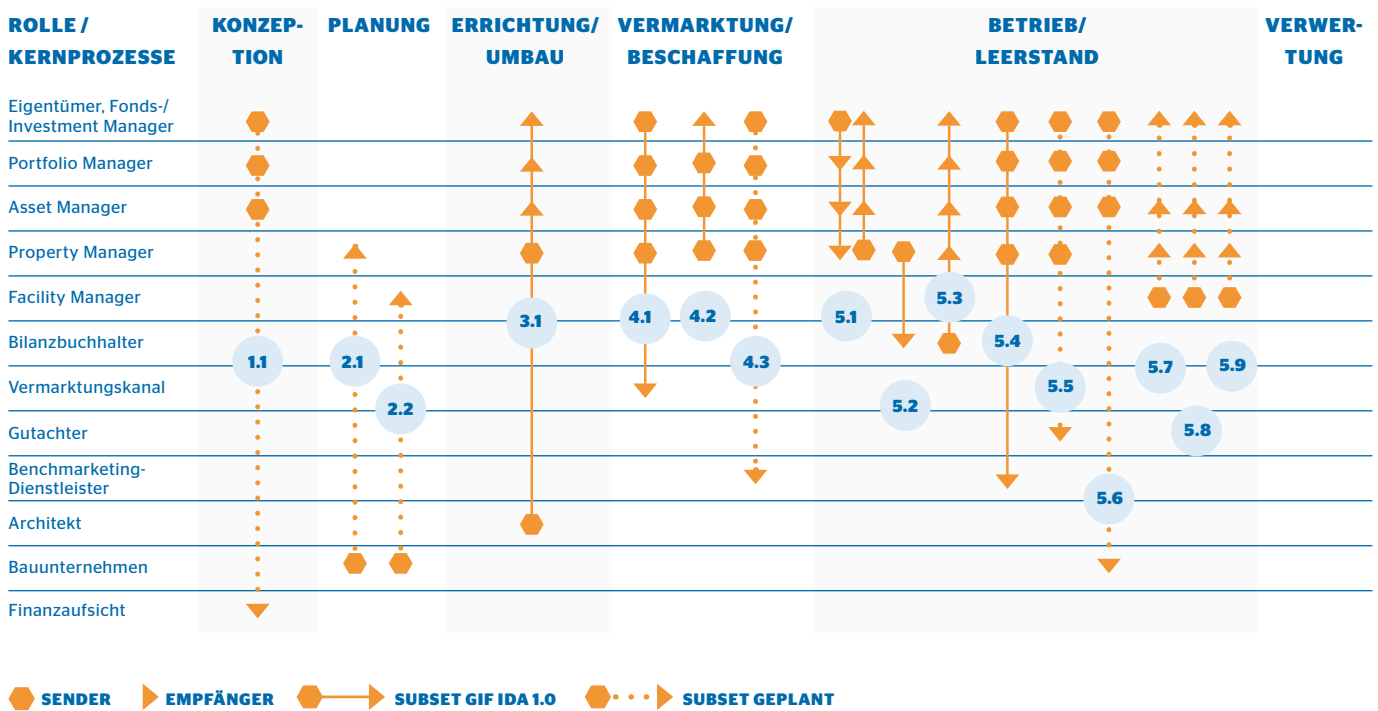 ROLLE / KERNPROZESSE
KONZEP-
TION
PLANUNG
ERRICHTUNG/
UMBAU
VERMARKTUNG/
BESCHAFFUNG
BETRIEB/
LEERSTAND
VERWER-
TUNG
Eigentümer, Fonds-/
Investment Manager
Portfolio Manager
Asset Manager
Property Manager
Facility Manager
Bilanzbuchhalter
Vermarktungskanal
Gutachter
Benchmarketing-
Dienstleister
Architekt
Bauunternehmen
Finanzaufsicht
1.1
2.1
2.2
3.1
4.1
4.2
4.3
5.1
5.2
5.3
5.4
5.5
5.6
5.7
5.8
5.9
SENDER
EMPFÄNGER
SUBSET GIF IDA 1.0
SUBSET GEPLANT